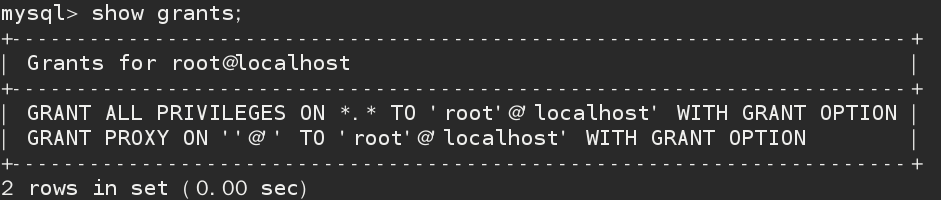 mysql> show grants;
+---------------------------------------------------------------------+
| Grants for root@localhost                                           |
+---------------------------------------------------------------------+
| GRANT ALL PRIVILEGES ON *.* TO 'root'@'localhost' WITH GRANT OPTION |
| GRANT PROXY ON ''@'' TO 'root'@'localhost' WITH GRANT OPTION        |
+---------------------------------------------------------------------+
2 rows in set (0.00 sec)